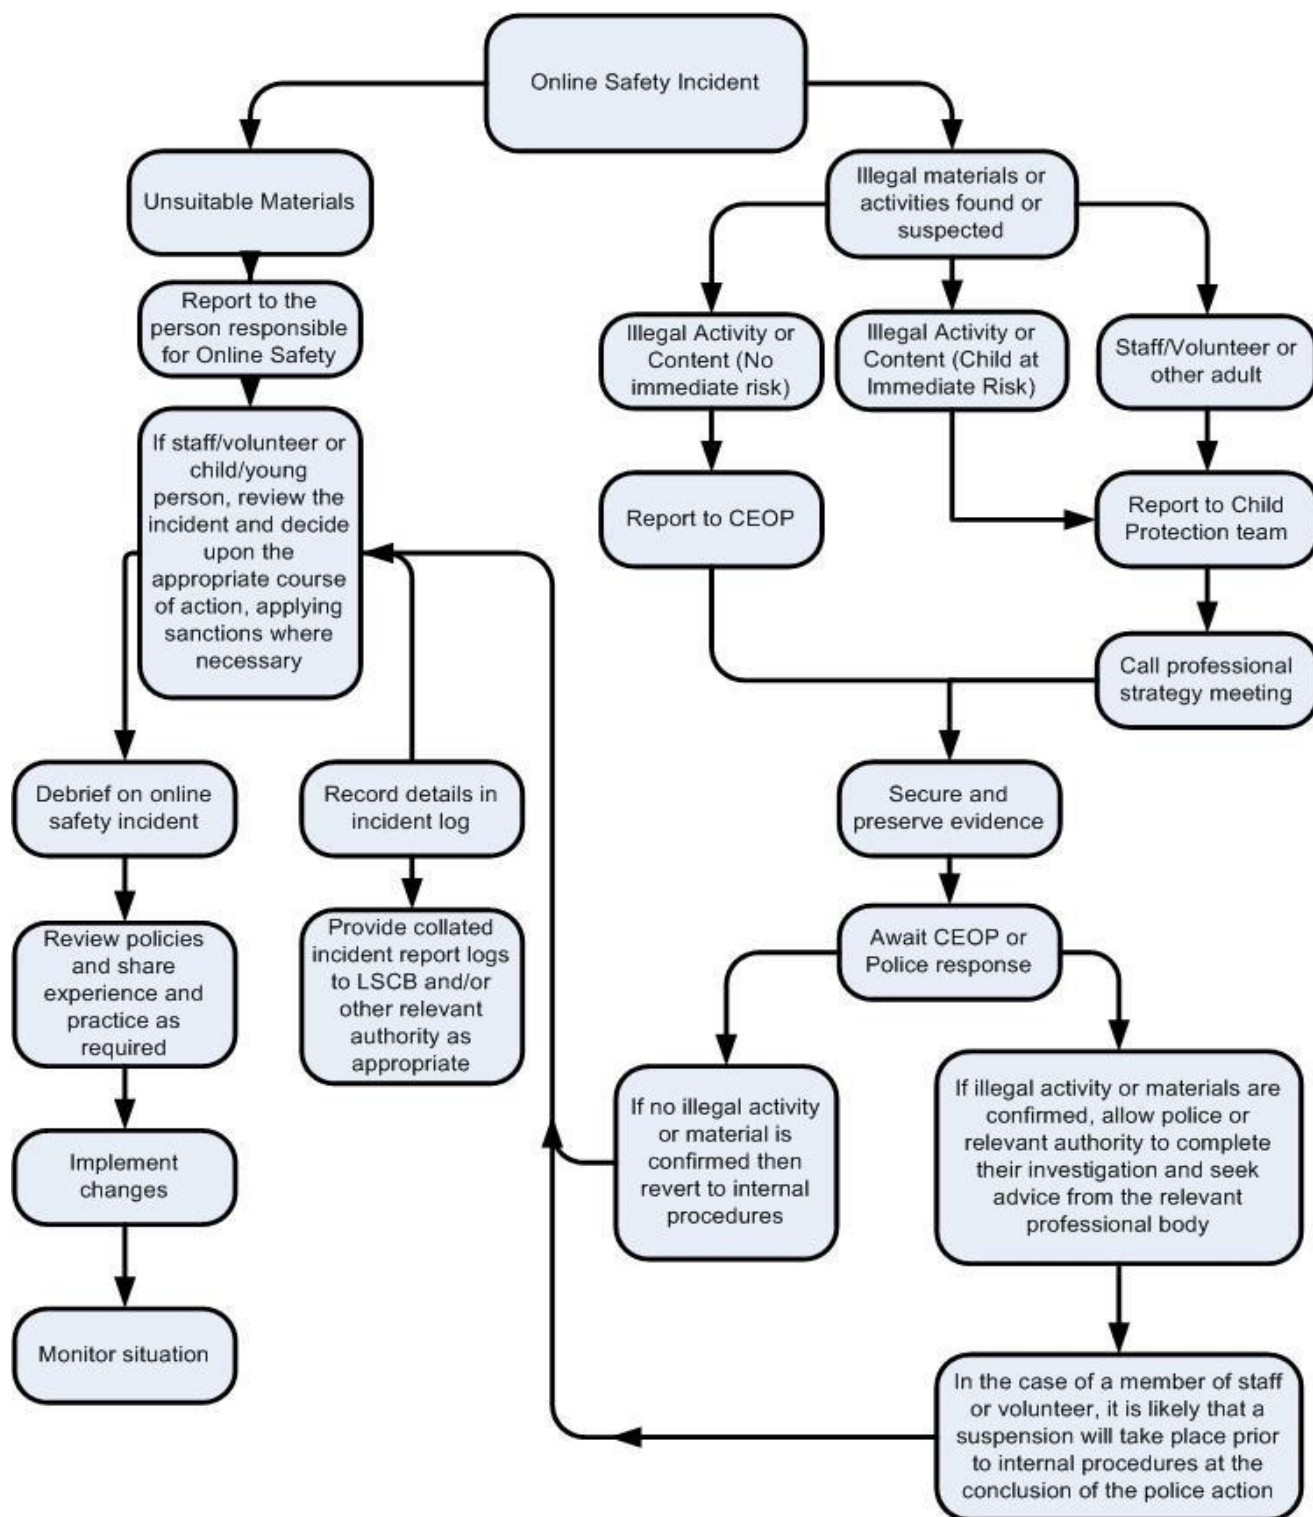 Online Safety Incident
Unsuitable Materials
Illegal materials or
activities found or
suspected
Report to the
person responsible
for Online Safety
Illegal Activity or
Content (No
immediate risk)
Illegal Activity or
Content (Child at
Immediate Risk)
Staff/Volunteer or
other adult
If staff/volunteer or
child/young
person, review the
incident and decide
upon the
appropriate course
of action, applying
sanctions where
necessary
Report to CEOP
Report to Child
Protection team
Call professional
strategy meeting
Debrief on online
safety incident
Record details in
incident log
Secure and
preserve evidence
Review policies
and share
experience and
practice as
required
Provide collated
incident report logs
to LSCB and/or
other relevant
authority as
appropriate
Await CEOP or
Police response
If no illegal activity
or material is
confirmed then
revert to internal
procedures
If illegal activity or materials are
confirmed, allow police or
relevant authority to complete
their investigation and seek
advice from the relevant
professional body
Implement
changes
Monitor situation
In the case of a member of staff
or volunteer, it is likely that a
suspension will take place prior
to internal procedures at the
conclusion of the police action